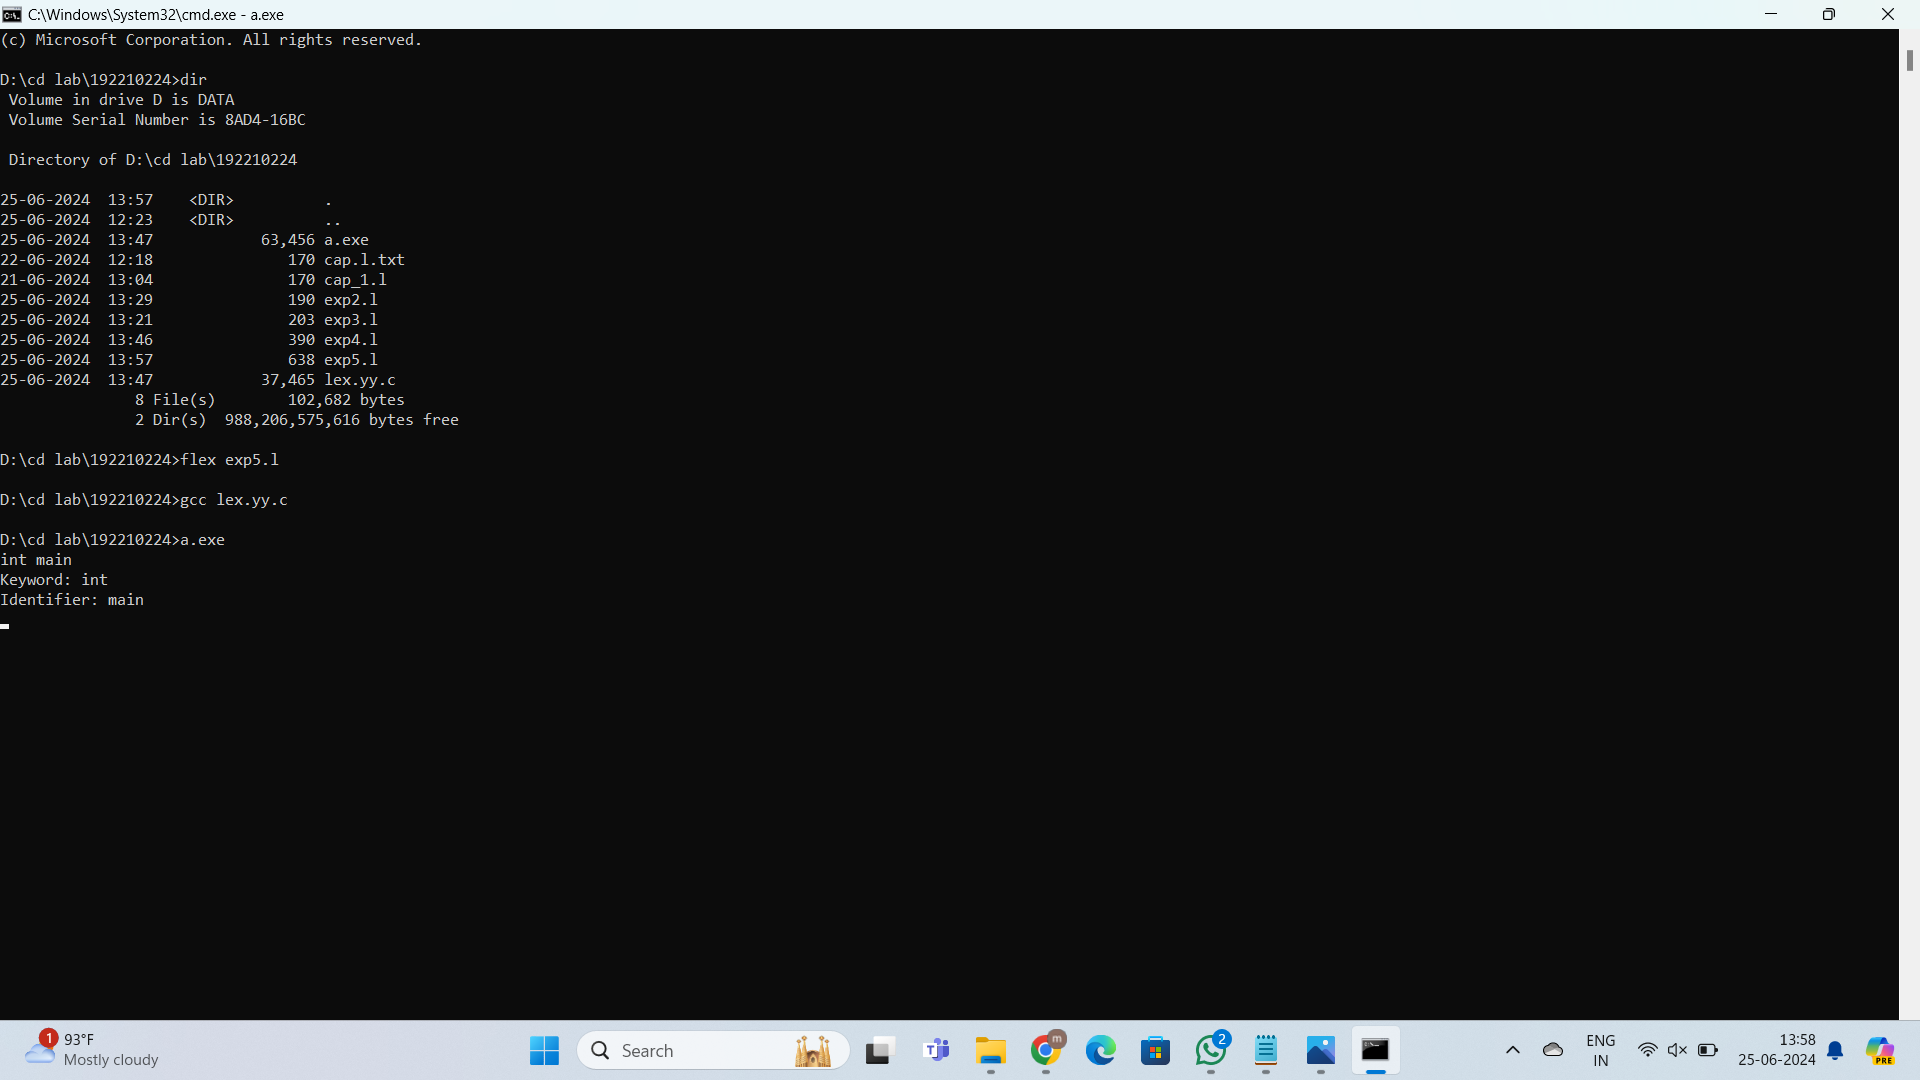 C:\Windows\System32\cmd.exe - a.exe
(c) Microsoft Corporation. All rights reserved.
D:\cd lab\192210224>dir
Volume in drive D is DATA
Volume Serial Number is 8AD4-16BC
Directory of D:\cd lab\192210224
25-06-2024  13:57    <DIR>          .
25-06-2024  12:23    <DIR>          ..
25-06-2024  13:47            63,456 a.exe
22-06-2024  12:18               170 cap.l.txt
21-06-2024  13:04               170 cap_1.l
25-06-2024  13:29               190 exp2.l
25-06-2024  13:21               203 exp3.l
25-06-2024  13:46               390 exp4.l
25-06-2024  13:57               638 exp5.l
25-06-2024  13:47            37,465 lex.yy.c
8 File(s)        102,682 bytes
2 Dir(s)  988,206,575,616 bytes free
D:\cd lab\192210224>flex exp5.l
D:\cd lab\192210224>gcc lex.yy.c
D:\cd lab\192210224>a.exe
int main
Keyword: int
Identifier: main
1
93°F
Mostly cloudy
Search
m
2
ENG
IN
13:58
25-06-2024
PRE